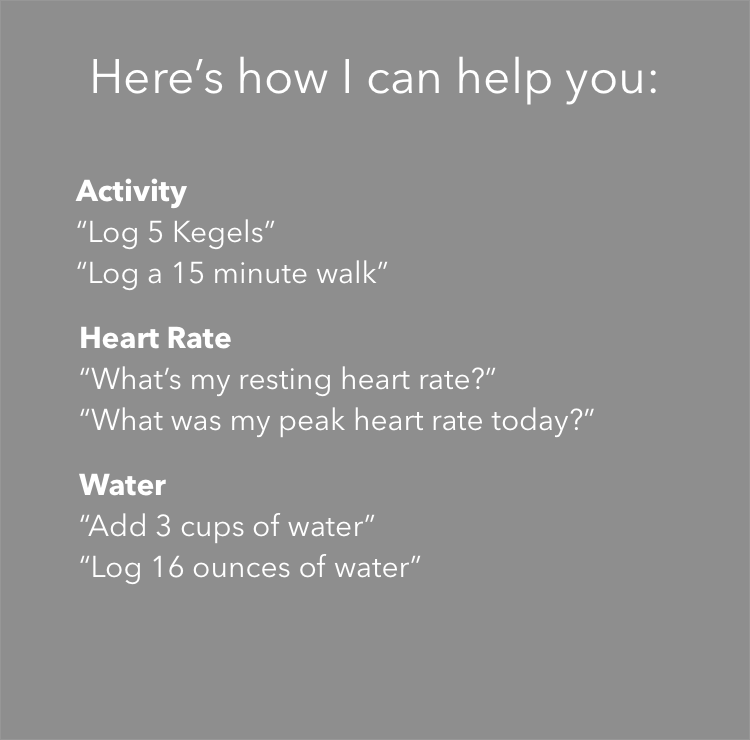 Here’s how I can help you:
Activity
“Log 5 Kegels”
“Log a 15 minute walk”
Heart Rate
“What’s my resting heart rate?”
“What was my peak heart rate today?”
Water
“Add 3 cups of water”
“Log 16 ounces of water”